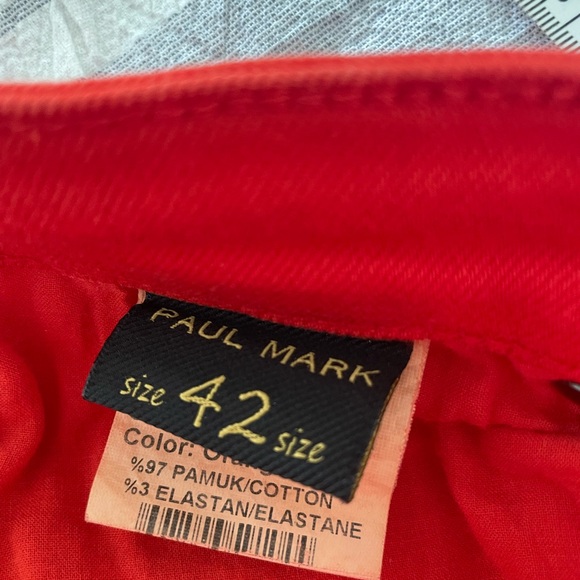 PAUL MARK
size 42 size
Color:
%97 PAMUK/COTTON
%3 ELASTAN/ELASTANE